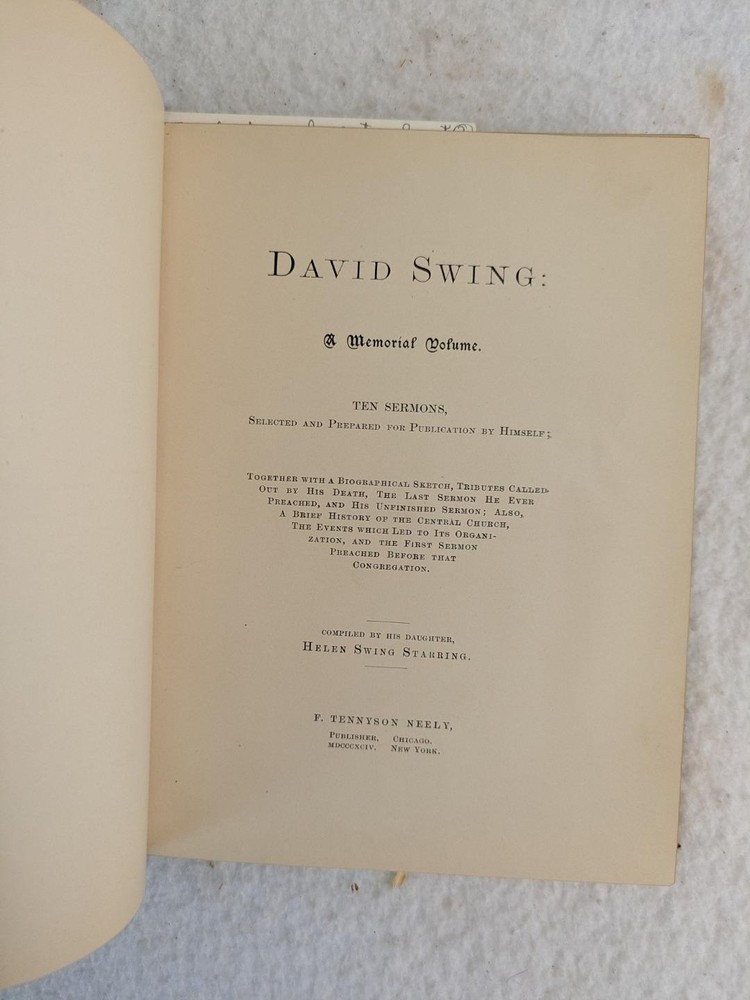 David Swing:
A Memorial Volume.
TEN SERMONS,
Selected and Prepared for Publication by Himself;
Together with a Biographical Sketch, Tributes Called
Out by His Death, The Last Sermon He Ever
Preached, and His Unfinished Sermon; Also,
A Brief History of the Central Church,
The Events which Led to Its Organi-
zation, and the First Sermon
Preached Before that
Congregation.
COMPILED BY HIS DAUGHTER,
Helen Swing Starring.
F. TENNYSON NEELY,
Publisher, Chicago.
MDCCCXCIV. New York.